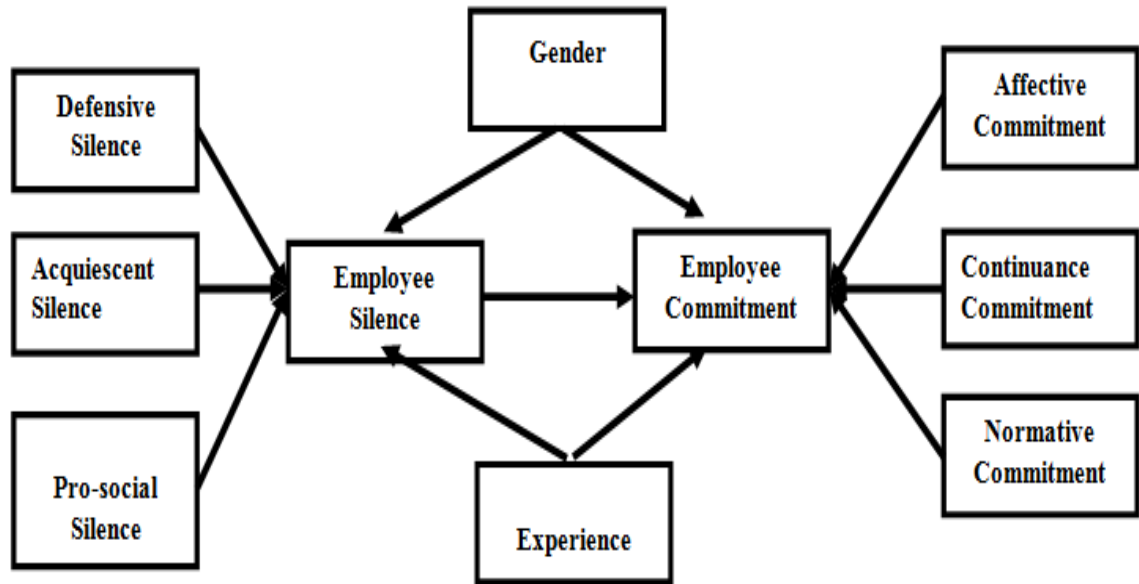 Gender
Defensive
Silence
Affective
Commitment
Acquiescent
Silence
Employee
Silence
Employee
Commitment
Continuance
Commitment
Pro-social
Silence
Experience
Normative
Commitment